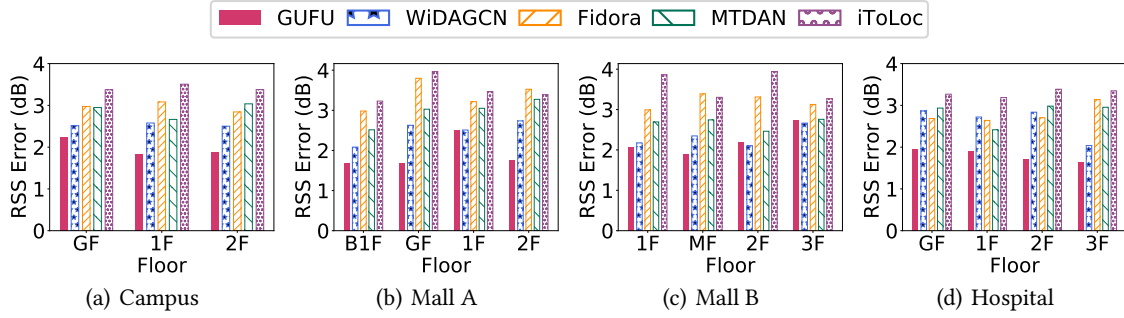 GUFU WiDAGCN Fidora MTDAN iToLoc
RSS Error (dB)
4
3
2
1
0
GF 1F 2F
Floor
(a) Campus
RSS Error (dB)
4
3
2
1
0
B1F GF 1F 2F
Floor
(b) Mall A
RSS Error (dB)
4
3
2
1
0
1F MF 2F 3F
Floor
(c) Mall B
RSS Error (dB)
4
3
2
1
0
GF 1F 2F 3F
Floor
(d) Hospital